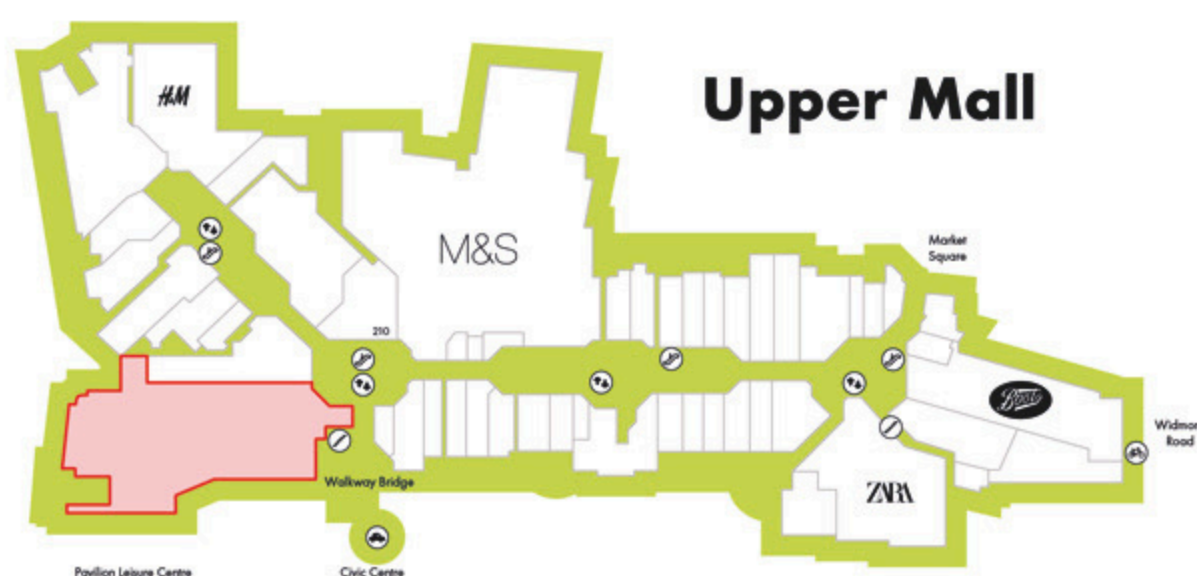 Upper Mall
H&M
M&S
Market
Square
210
Boots
Widmor
Road
Walkway Bridge
ZARA
Pavilion Leisure Centre
Civic Centre